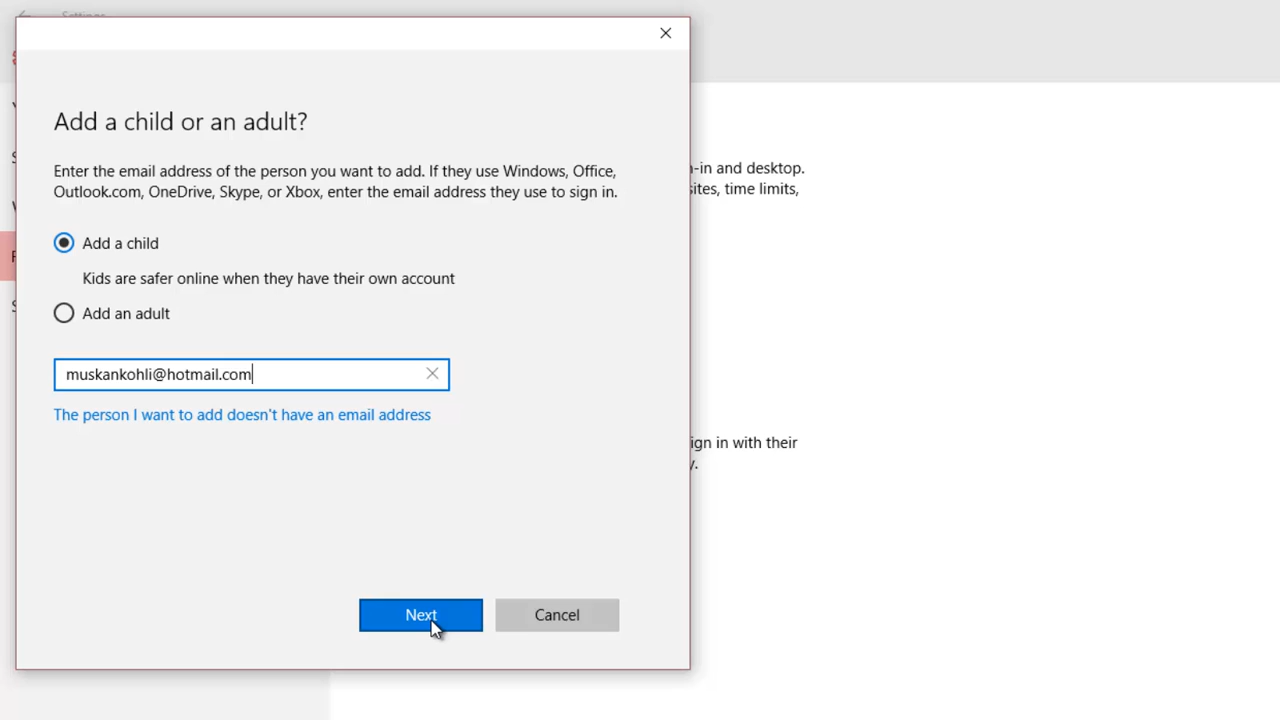 Settings
Add a child or an adult?
Enter the email address of the person you want to add. If they use Windows, Office,
Outlook.com, OneDrive, Skype, or Xbox, enter the email address they use to sign in.
-in and desktop.
sites, time limits,
Add a child
Kids are safer online when they have their own account
Add an adult
muskankohli@hotmail.com
The person I want to add doesn't have an email address
ign in with their
y.
Next
Cancel